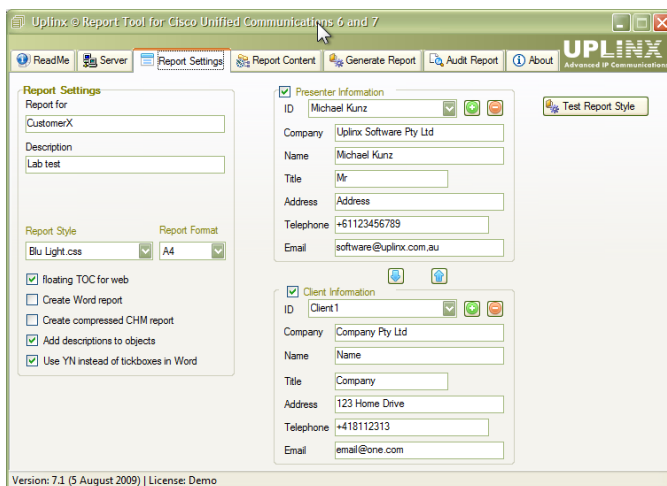 Uplinx © Report Tool for Cisco Unified Communications 6 and 7
ReadMe Server Report Settings Report Content Generate Report Audit Report About
UPLINX
Advanced IP Communications
Report Settings
Report for
CustomerX
Description
Lab test
Report Style Report Format
Blu Light.css A4
floating TOC for web
Create Word report
Create compressed CHM report
Add descriptions to objects
Use YN instead of tickboxes in Word
Presenter Information
ID Michael Kunz
Company Uplinx Software Pty Ltd
Name Michael Kunz
Title Mr
Address Address
Telephone +61123456789
Email software@uplinx.com,au
Client Information
ID Client1
Company Company Pty Ltd
Name Name
Title Company
Address 123 Home Drive
Telephone +418112313
Email email@one.com
Test Report Style
Version: 7.1 (5 August 2009) | License: Demo